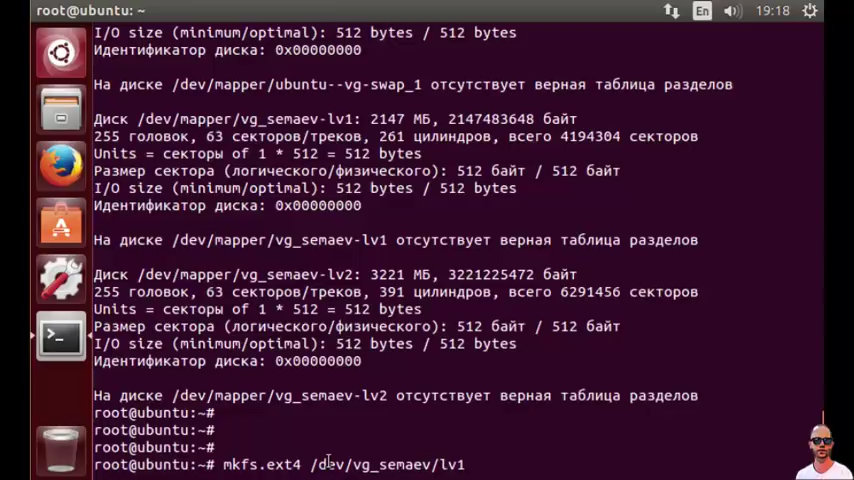 root@ubuntu: ~
En
19:18
I/O size (minimum/optimal): 512 bytes / 512 bytes
Идентификатор диска: 0x00000000
На диске /dev/mapper/ubuntu--vg-swap_1 отсутствует верная таблица разделов
Диск /dev/mapper/vg_semaev-lv1: 2147 МБ, 2147483648 байт
255 головок, 63 секторов/треков, 261 цилиндров, всего 4194304 секторов
Units = секторы of 1 * 512 = 512 bytes
Размер сектора (логического/физического): 512 байт / 512 байт
I/O size (minimum/optimal): 512 bytes / 512 bytes
Идентификатор диска: 0x00000000
На диске /dev/mapper/vg_semaev-lv1 отсутствует верная таблица разделов
Диск /dev/mapper/vg_semaev-lv2: 3221 МБ, 3221225472 байт
255 головок, 63 секторов/треков, 391 цилиндров, всего 6291456 секторов
Units = секторы of 1 * 512 = 512 bytes
Размер сектора (логического/физического): 512 байт / 512 байт
I/O size (minimum/optimal): 512 bytes / 512 bytes
Идентификатор диска: 0x00000000
На диске /dev/mapper/vg_semaev-lv2 отсутствует верная таблица разделов
root@ubuntu:~#
root@ubuntu:~#
root@ubuntu:~#
root@ubuntu:~# mkfs.ext4 /dev/vg_semaev/lv1